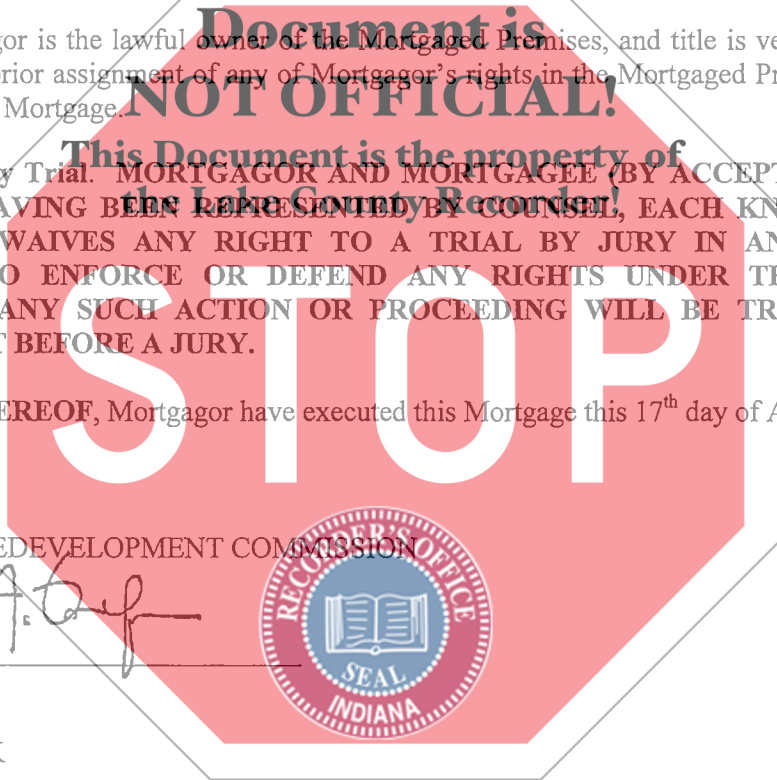 Document is
gor is the lawful owner of the Mortgaged Premises, and title is ve
prior assignment of any of Mortgagor's rights in the Mortgaged Pr
NOT OFFICIAL!
Mortgage.
This Document is the property of
y Trial. MORTGAGOR AND MORTGAGEE (BY ACCEPT
the Lake County Recorder!
AVING BEEN REPRESENTED BY COUNSEL, EACH KN
WAIVES ANY RIGHT TO A TRIAL BY JURY IN AN
O ENFORCE OR DEFEND ANY RIGHTS UNDER TH
ANY SUCH ACTION OR PROCEEDING WILL BE TR
T BEFORE A JURY.
STOP
EREOF, Mortgagor have executed this Mortgage this 17th day of A
EDEVELOPMENT COMMISSION
RECORDER'S OFFICE
SEAL
INDIANA